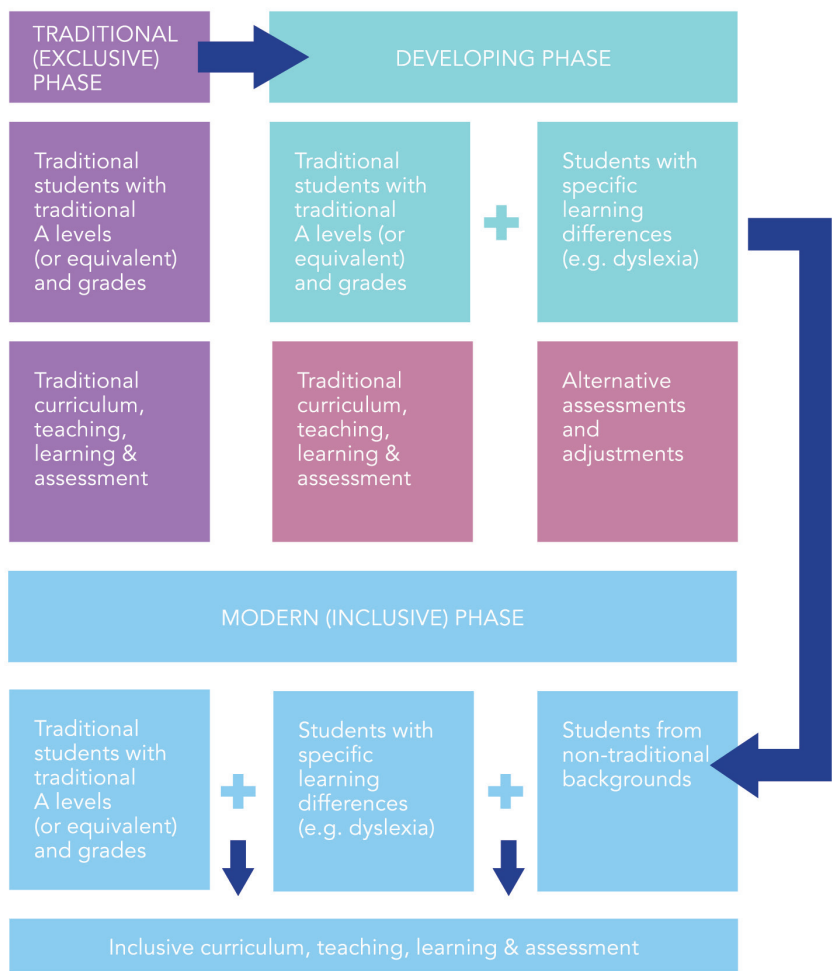 TRADITIONAL
(EXCLUSIVE)
PHASE
DEVELOPING PHASE
Traditional
students with
traditional
A levels
(or equivalent)
and grades
Traditional
students with
traditional
A levels (or
equivalent)
and grades
Students with
specific
learning
differences
(e.g. dyslexia)
Traditional
curriculum,
teaching,
learning &
assessment
Traditional
curriculum,
teaching,
learning &
assessment
Alternative
assessments
and
adjustments
MODERN (INCLUSIVE) PHASE
Traditional
students with
traditional
A levels
(or equivalent)
and grades
Students with
specific
learning
differences
(e.g. dyslexia)
Students from
non-traditional
backgrounds
Inclusive curriculum, teaching, learning & assessment